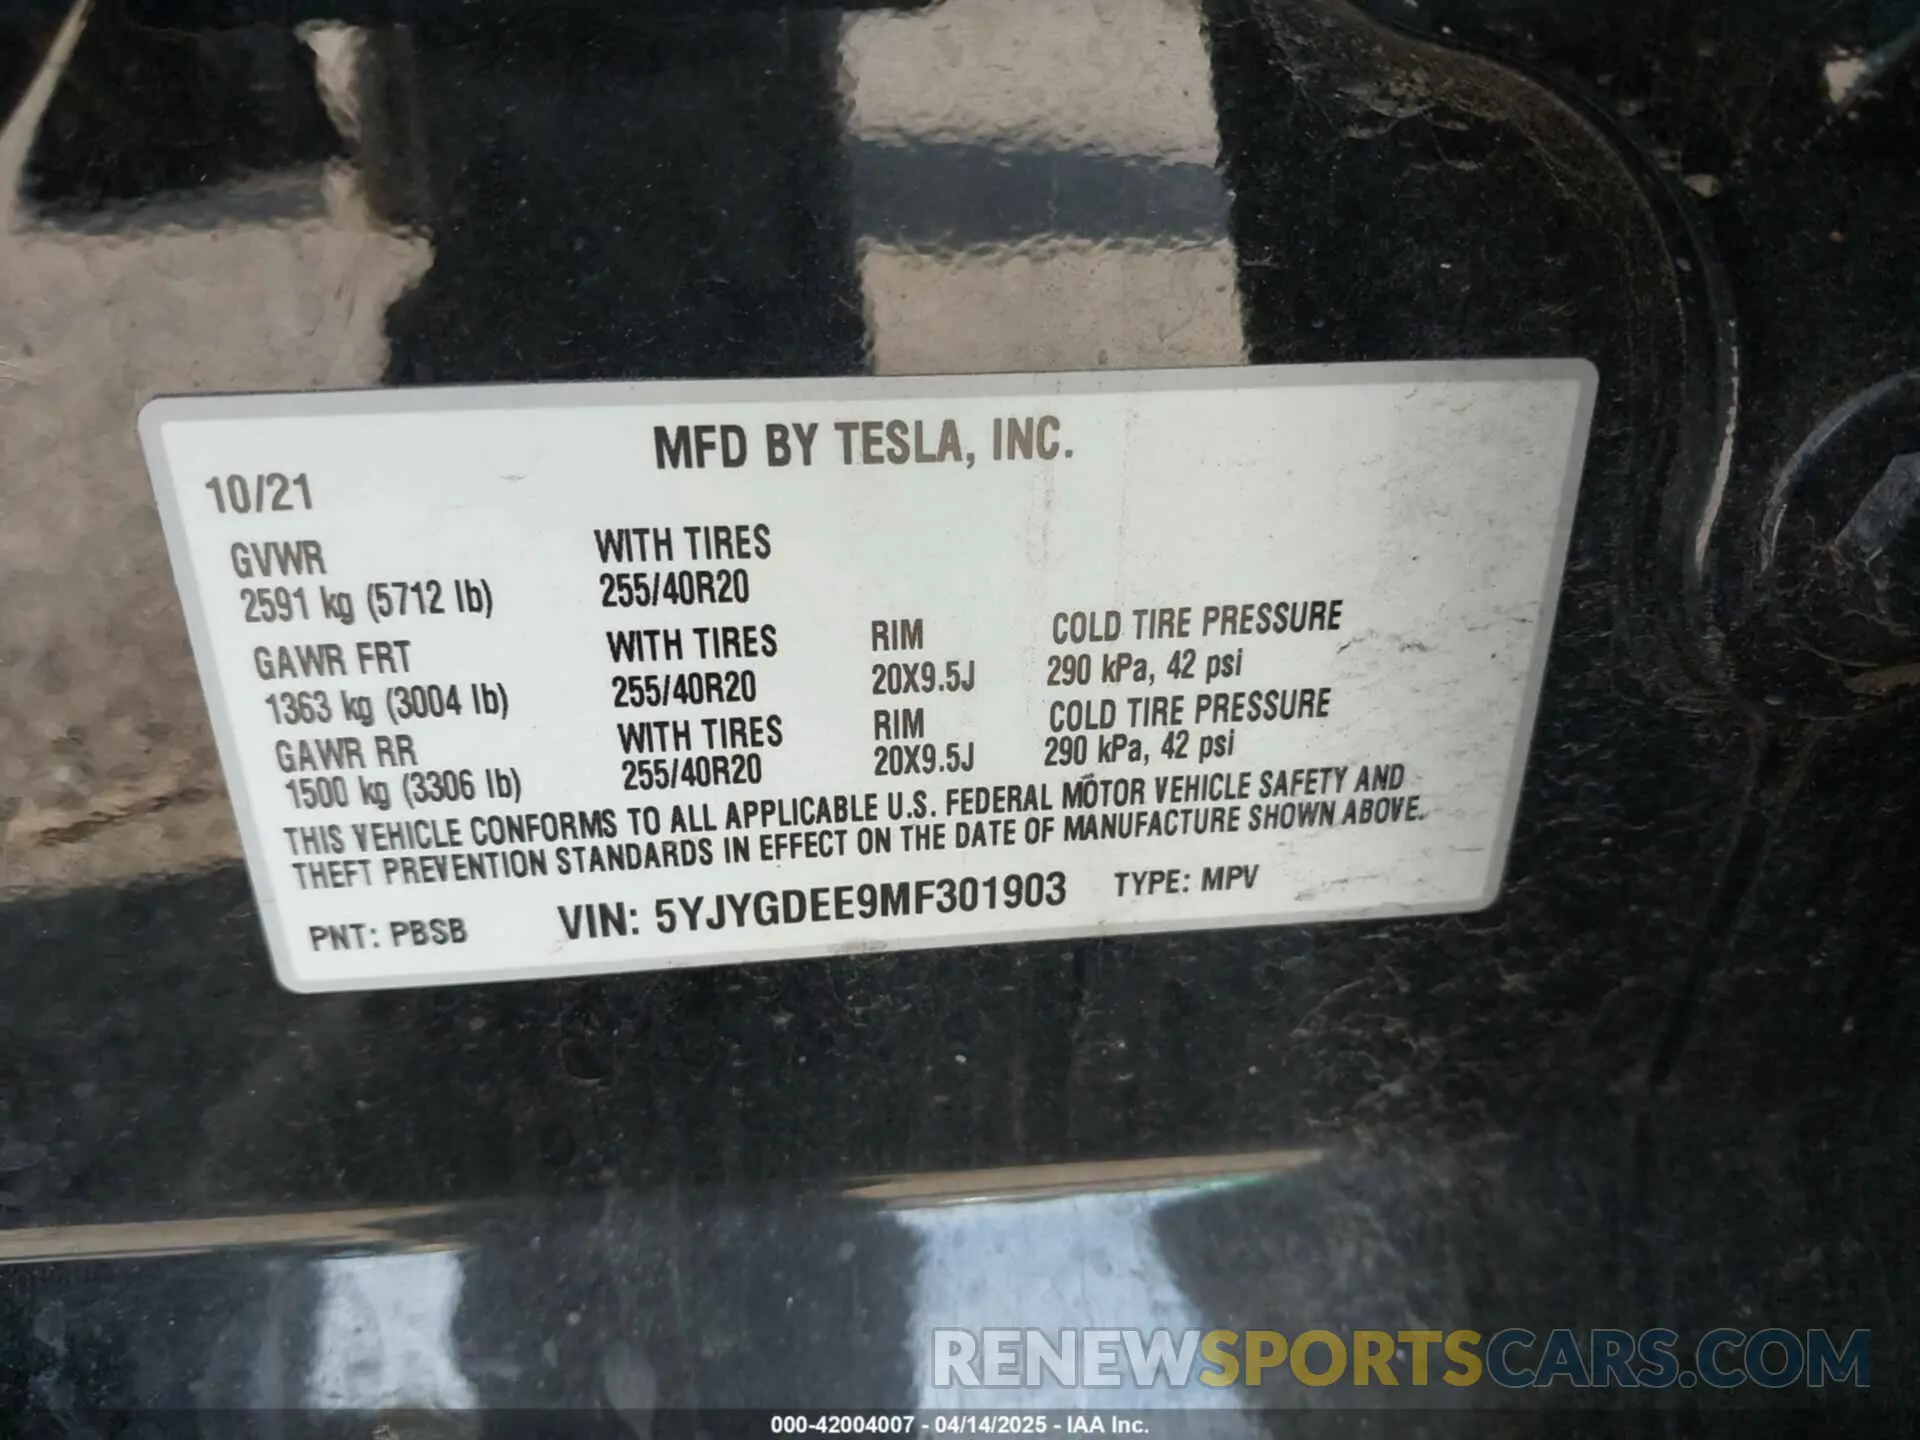 MFD BY TESLA, INC.
10/21
GVWR WITH TIRES
2591 kg (5712 lb) 255/40R20
GAWR FRT WITH TIRES RIM COLD TIRE PRESSURE
1363 kg (3004 lb) 255/40R20 20X9.5J 290 kPa, 42 psi
GAWR RR WITH TIRES RIM COLD TIRE PRESSURE
1500 kg (3306 lb) 255/40R20 20X9.5J 290 kPa, 42 psi
THIS VEHICLE CONFORMS TO ALL APPLICABLE U.S. FEDERAL MOTOR VEHICLE SAFETY AND
THEFT PREVENTION STANDARDS IN EFFECT ON THE DATE OF MANUFACTURE SHOWN ABOVE.
PNT: PBSB VIN: 5YJYGDEE9MF301903 TYPE: MPV
RENEWSPORTSCARS.COM
000-42004007 - 04/14/2025 - IAA Inc.